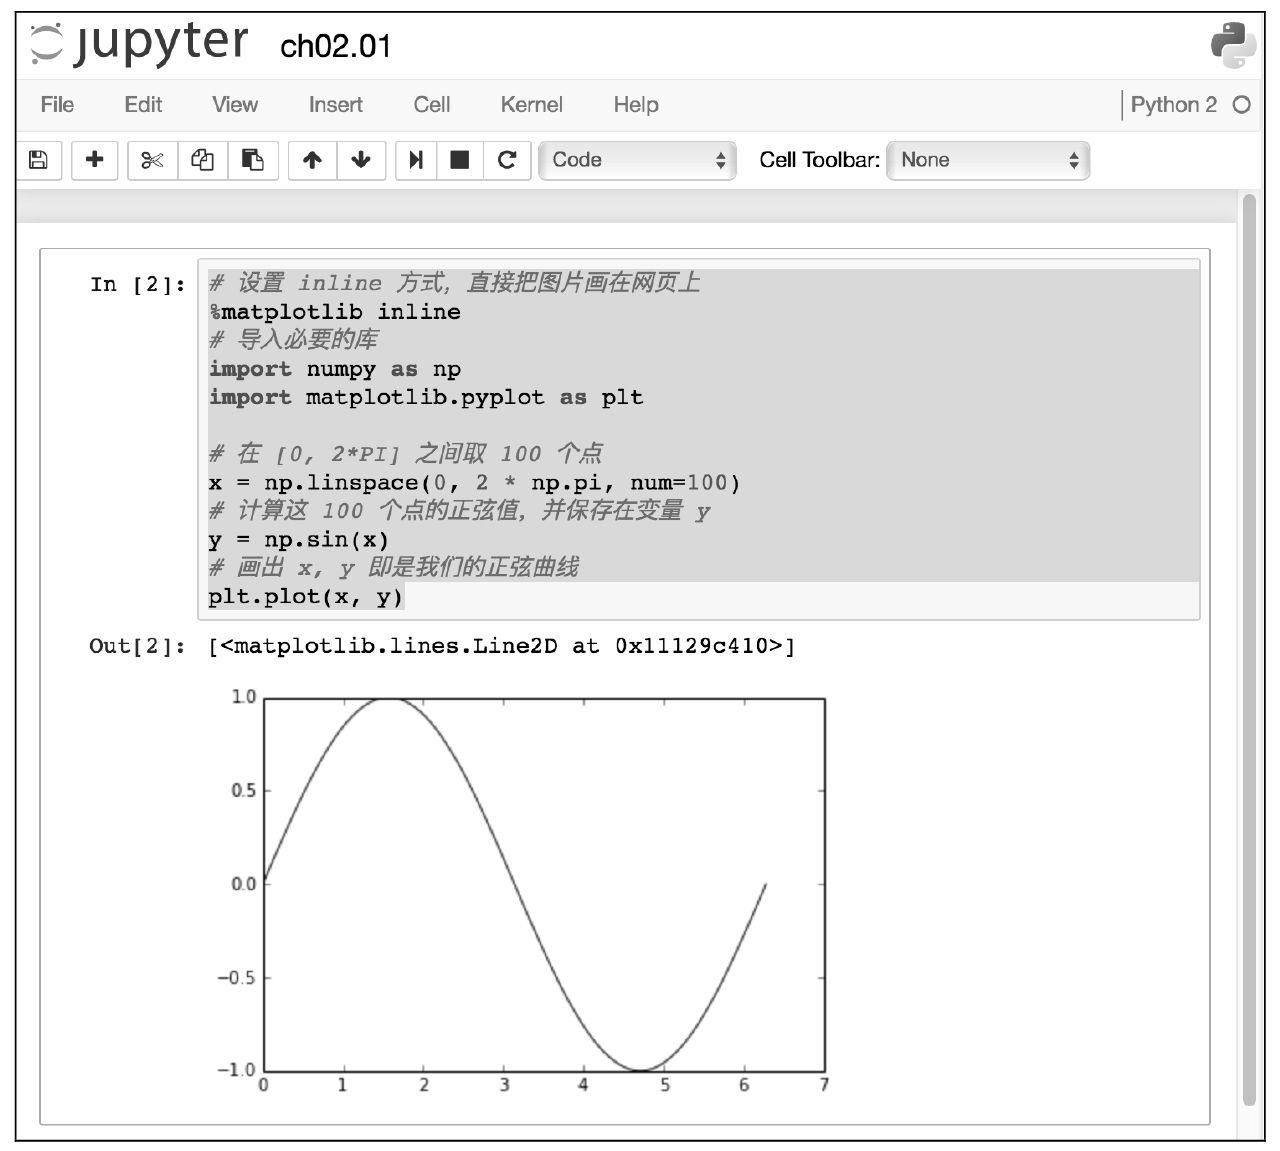 jupyter ch02.01
File Edit View Insert Cell Kernel Help Python 2
Code Cell Toolbar: None
In [2]: # 设置 inline 方式，直接把图片画在网页上
%matplotlib inline
# 导入必要的库
import numpy as np
import matplotlib.pyplot as plt
# 在 [0, 2*PI] 之间取 100 个点
x = np.linspace(0, 2 * np.pi, num=100)
# 计算这 100 个点的正弦值，并保存在变量 y
y = np.sin(x)
# 画出 x, y 即是我们的正弦曲线
plt.plot(x, y)
Out[2]: [<matplotlib.lines.Line2D at 0x11129c410>]
1.0
0.5
0.0
−0.5
−1.0
0 1 2 3 4 5 6 7